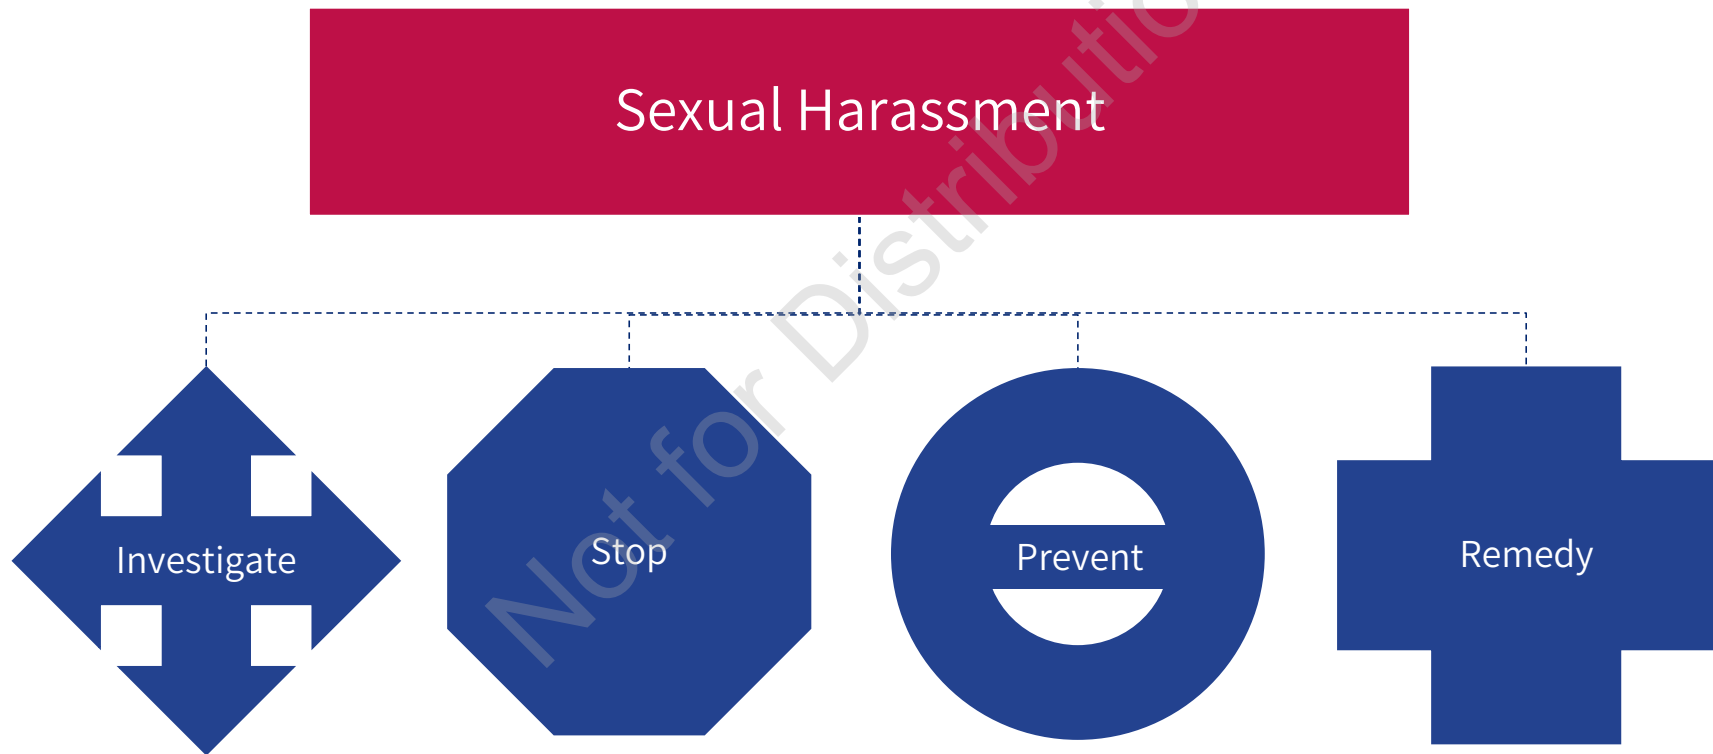 Sexual Harassment
Investigate
Stop
Prevent
Remedy
Not for Distributio